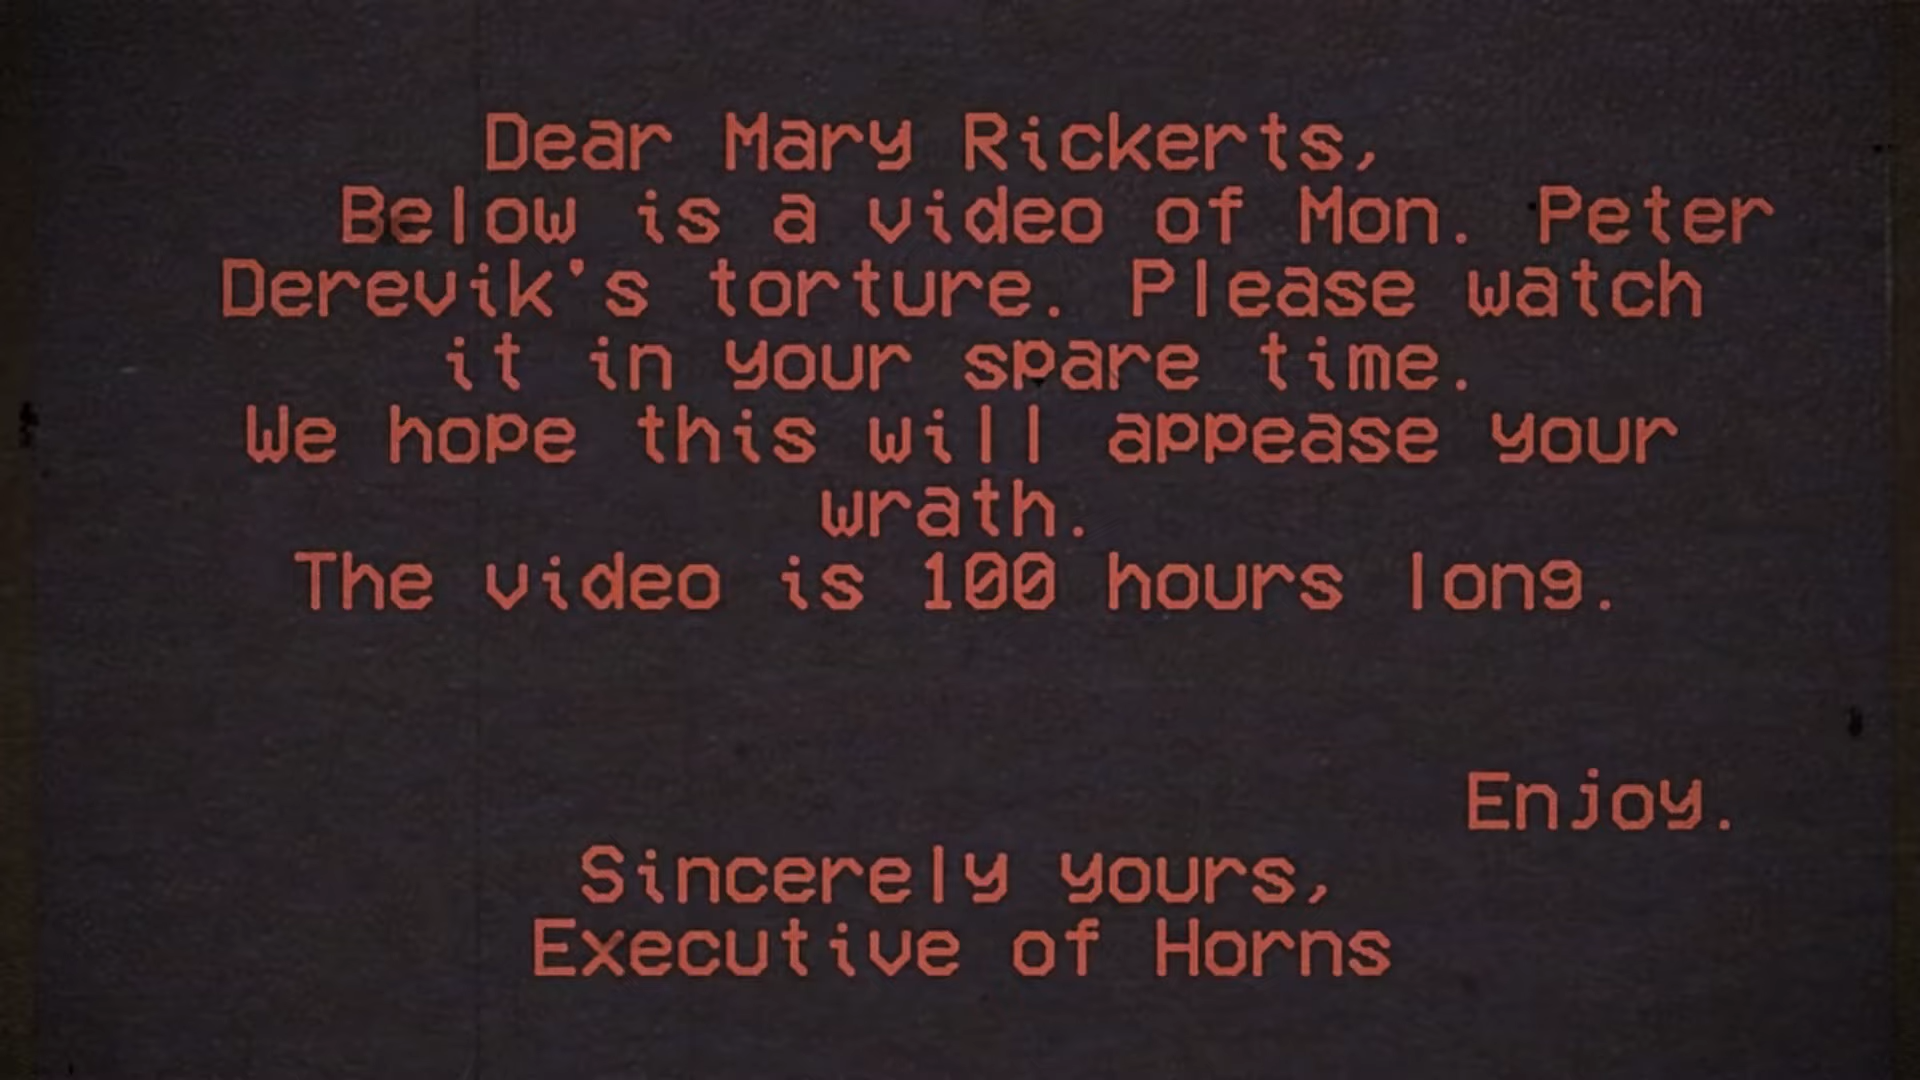 Dear Mary Rickerts,
Below is a video of Mon. Peter
Derevik's torture. Please watch
it in your spare time.
We hope this will appease your
wrath.
The video is 100 hours long.
Enjoy.
Sincerely yours,
Executive of Horns